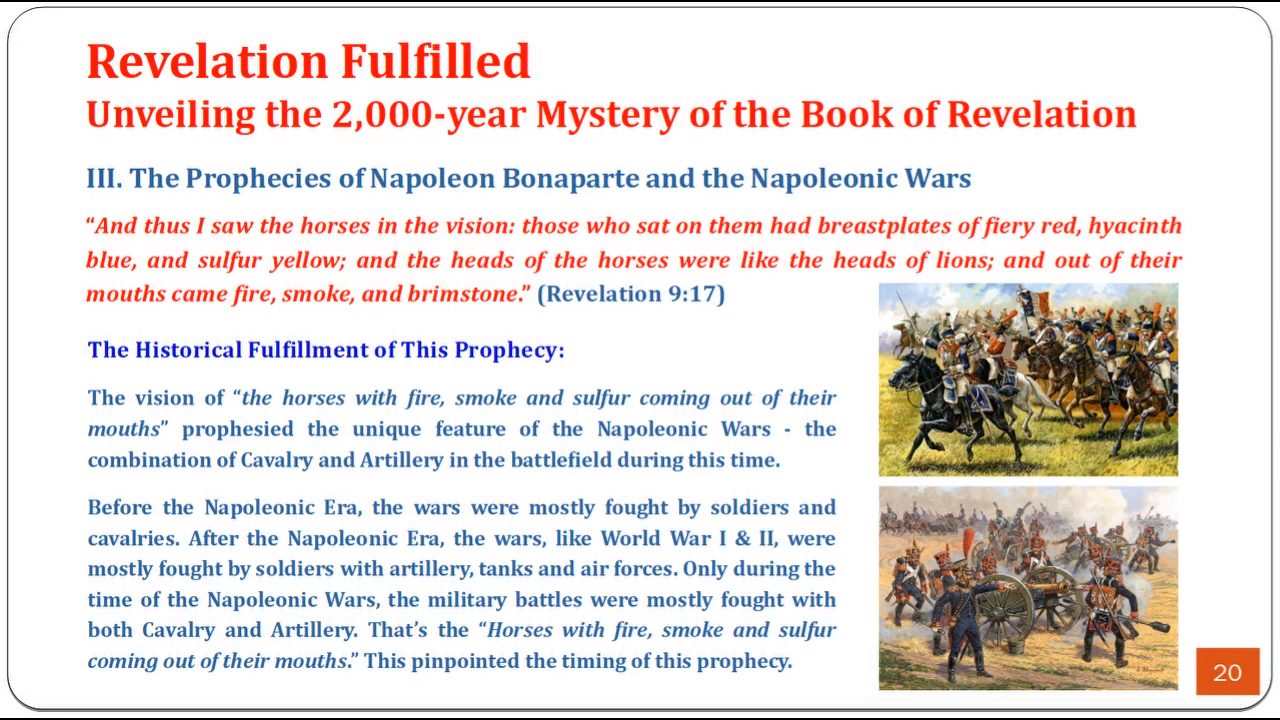 Revelation Fulfilled
Unveiling the 2,000-year Mystery of the Book of Revelation
III. The Prophecies of Napoleon Bonaparte and the Napoleonic Wars
“And thus I saw the horses in the vision: those who sat on them had breastplates of fiery red, hyacinth
blue, and sulfur yellow; and the heads of the horses were like the heads of lions; and out of their
mouths came fire, smoke, and brimstone.” (Revelation 9:17)
The Historical Fulfillment of This Prophecy:
The vision of “the horses with fire, smoke and sulfur coming out of their
mouths” prophesied the unique feature of the Napoleonic Wars - the
combination of Cavalry and Artillery in the battlefield during this time.
Before the Napoleonic Era, the wars were mostly fought by soldiers and
cavalries. After the Napoleonic Era, the wars, like World War I & II, were
mostly fought by soldiers with artillery, tanks and air forces. Only during the
time of the Napoleonic Wars, the military battles were mostly fought with
both Cavalry and Artillery. That’s the “Horses with fire, smoke and sulfur
coming out of their mouths.” This pinpointed the timing of this prophecy.
20